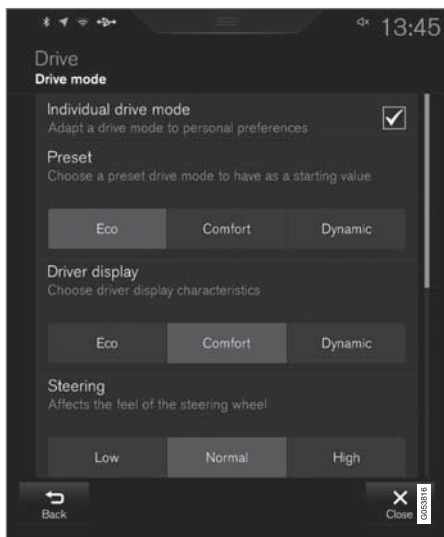 13:45
Drive
Drive mode
Individual drive mode
Adapt a drive mode to personal preferences
Preset
Choose a preset drive mode to have as a starting value
Eco Comfort Dynamic
Driver display
Choose driver display characteristics
Eco Comfort Dynamic
Steering
Affects the feel of the steering wheel
Low Normal High
Back Close
G053816